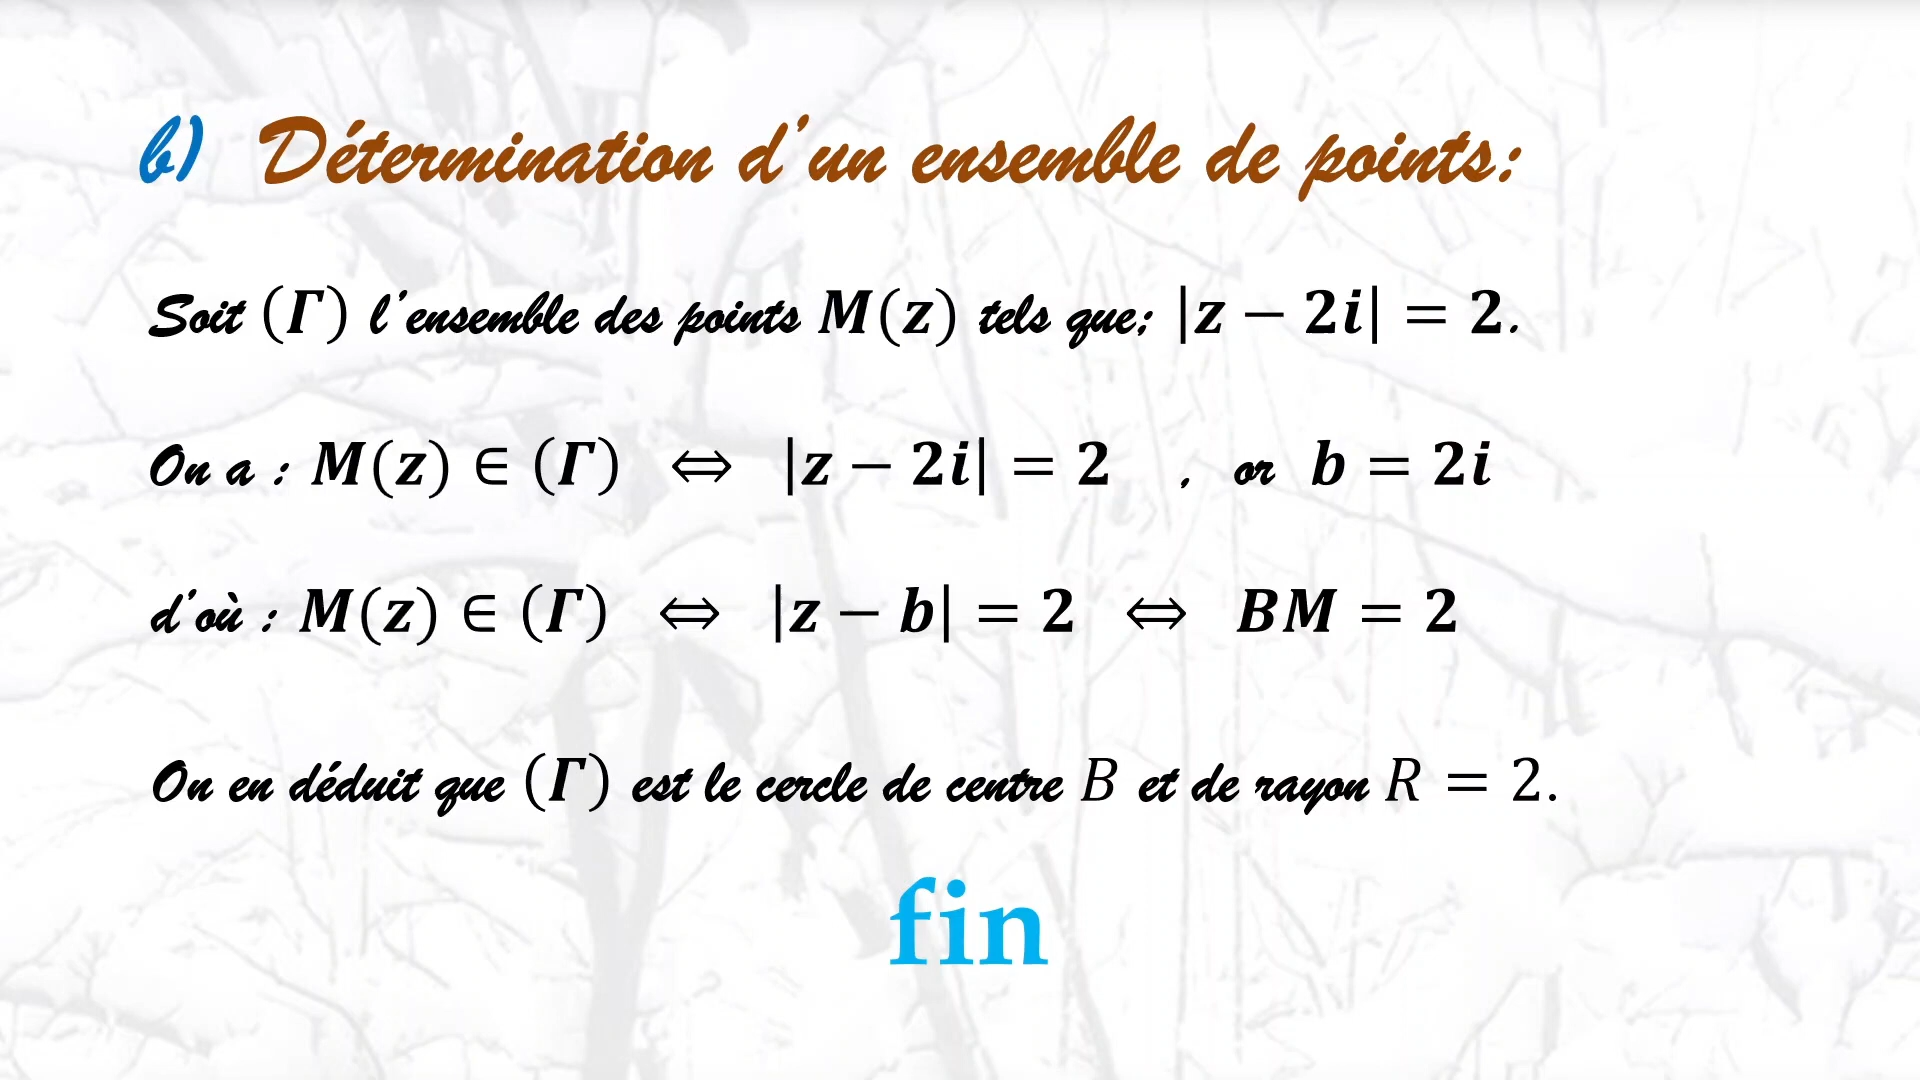 b) Détermination d'un ensemble de points:
Soit (Γ) l'ensemble des points M(z) tels que; |z − 2i| = 2.
On a : M(z) ∈ (Γ) ⇔ |z − 2i| = 2 , or b = 2i
d'où : M(z) ∈ (Γ) ⇔ |z − b| = 2 ⇔ BM = 2
On en déduit que (Γ) est le cercle de centre B et de rayon R = 2.
fin